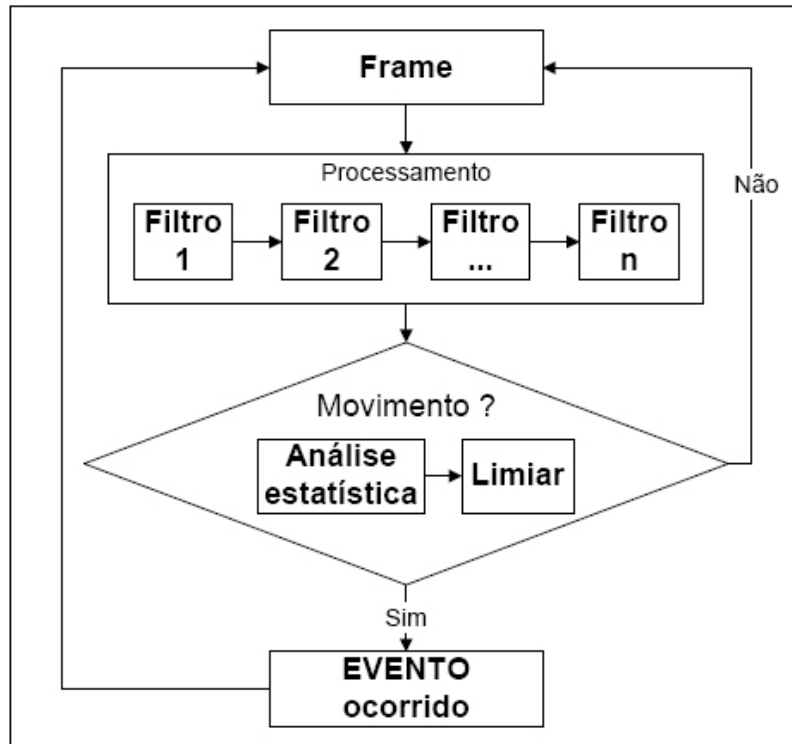 Frame
Processamento
Filtro
1
Filtro
2
Filtro
...
Filtro
n
Não
Movimento ?
Análise
estatística
Limiar
Sim
EVENTO
ocorrido